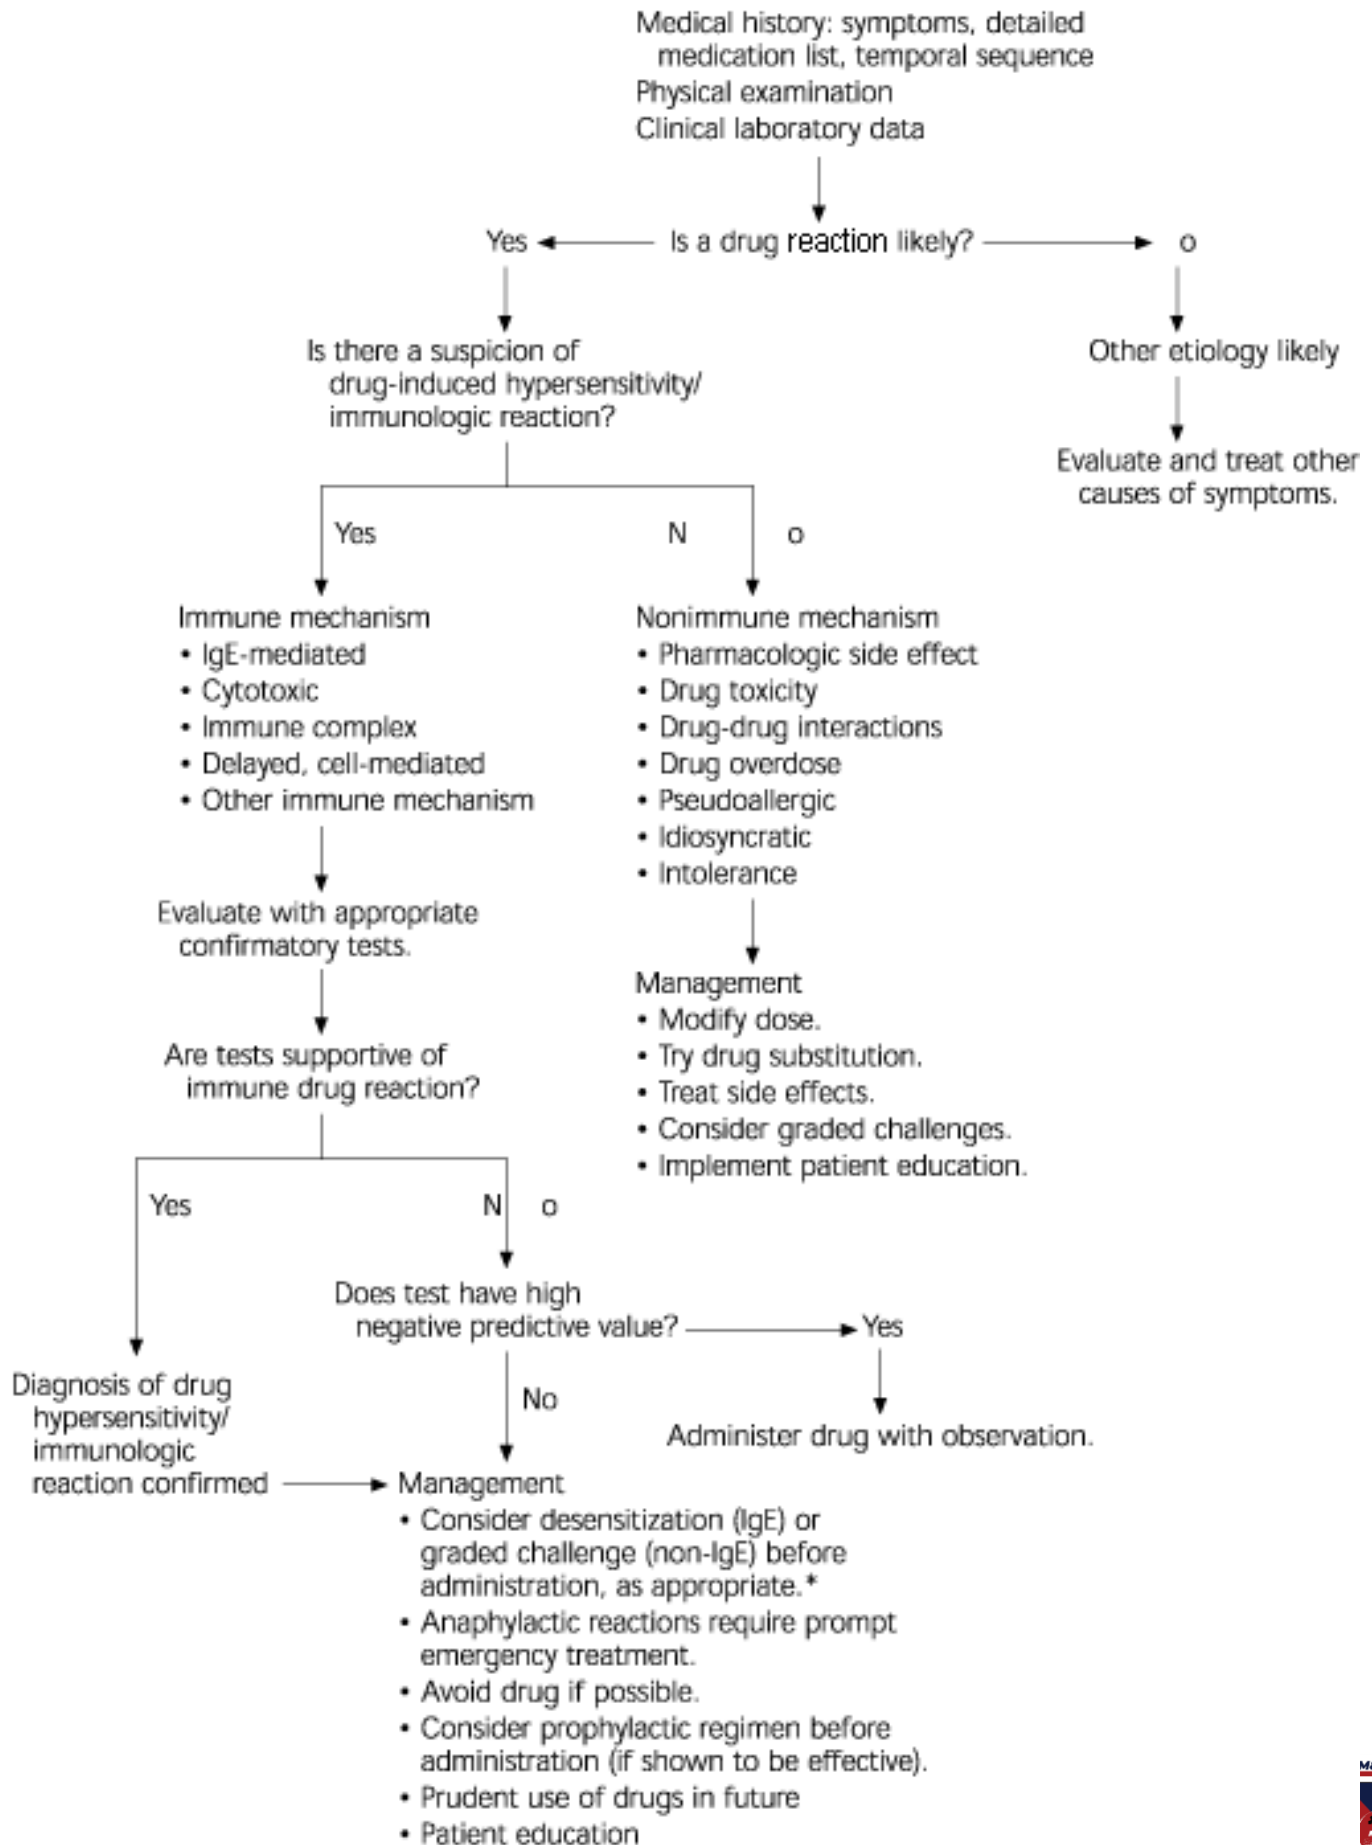 Medical history: symptoms, detailed
medication list, temporal sequence
Physical examination
Clinical laboratory data
Yes
Is a drug reaction likely?
o
Is there a suspicion of
drug-induced hypersensitivity/
immunologic reaction?
Other etiology likely
Evaluate and treat other
causes of symptoms.
Yes
N o
Immune mechanism
• IgE-mediated
• Cytotoxic
• Immune complex
• Delayed, cell-mediated
• Other immune mechanism
Nonimmune mechanism
• Pharmacologic side effect
• Drug toxicity
• Drug-drug interactions
• Drug overdose
• Pseudoallergic
• Idiosyncratic
• Intolerance
Evaluate with appropriate
confirmatory tests.
Management
• Modify dose.
• Try drug substitution.
• Treat side effects.
• Consider graded challenges.
• Implement patient education.
Are tests supportive of
immune drug reaction?
Yes
N o
Does test have high
negative predictive value?
Yes
No
Administer drug with observation.
Diagnosis of drug
hypersensitivity/
immunologic
reaction confirmed
Management
• Consider desensitization (IgE) or
graded challenge (non-IgE) before
administration, as appropriate.*
• Anaphylactic reactions require prompt
emergency treatment.
• Avoid drug if possible.
• Consider prophylactic regimen before
administration (if shown to be effective).
• Prudent use of drugs in future
• Patient education